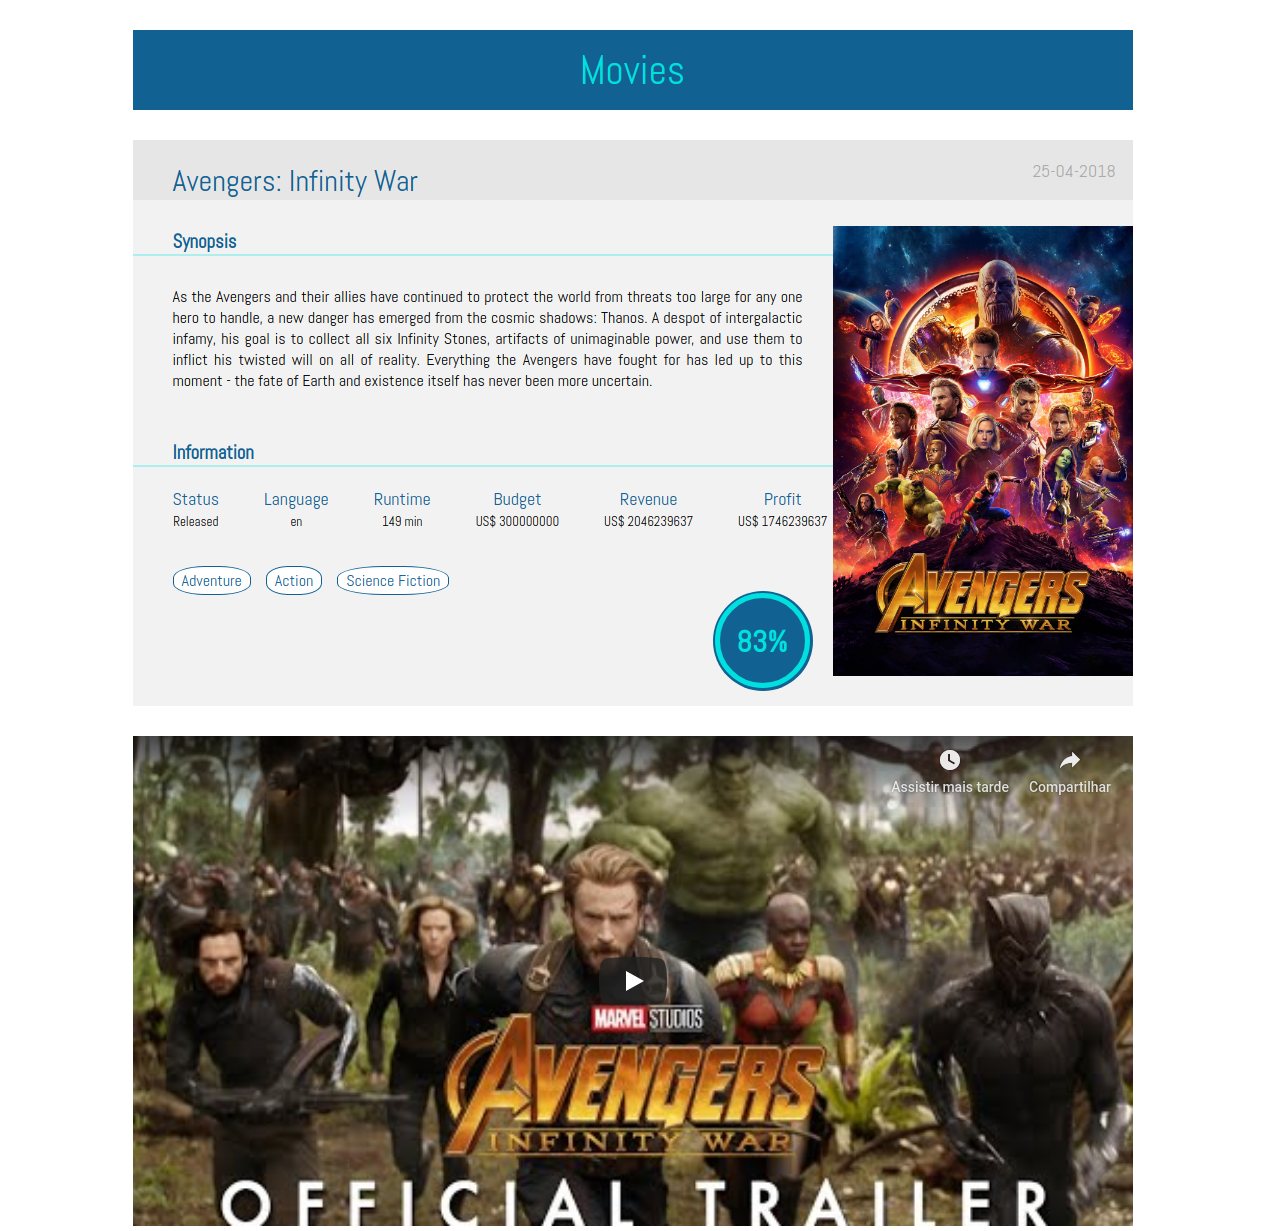 Movies
Avengers: Infinity War
25-04-2018
Synopsis
As the Avengers and their allies have continued to protect the world from threats too large for any one
hero to handle, a new danger has emerged from the cosmic shadows: Thanos. A despot of intergalactic
infamy, his goal is to collect all six Infinity Stones, artifacts of unimaginable power, and use them to
inflict his twisted will on all of reality. Everything the Avengers have fought for has led up to this
moment - the fate of Earth and existence itself has never been more uncertain.
Information
Status Language Runtime Budget Revenue Profit
Released en 149 min US$ 300000000 US$ 2046239637 US$ 1746239637
Adventure Action Science Fiction
83%
AVENGERS
INFINITY WAR
Assistir mais tarde Compartilhar
MARVEL STUDIOS
AVENGERS
INFINITY WAR
OFFICIAL TRAILER